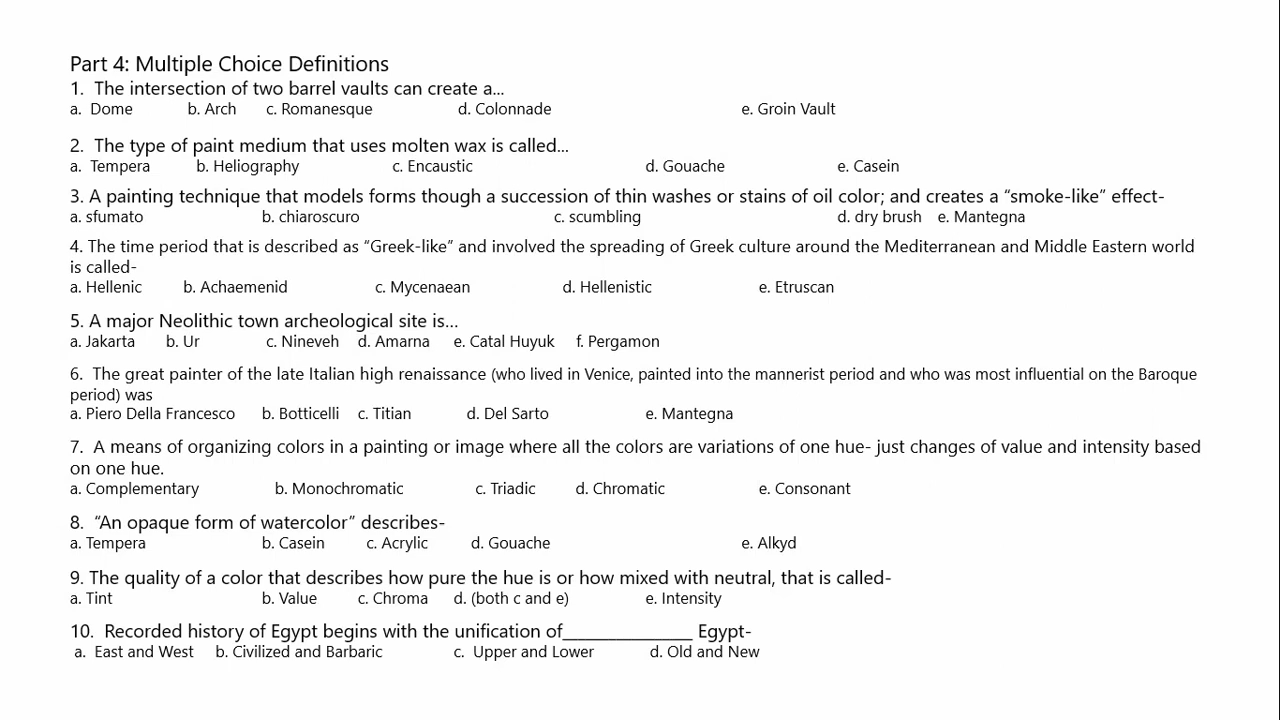 Part 4: Multiple Choice Definitions
1. The intersection of two barrel vaults can create a...
a. Dome b. Arch c. Romanesque d. Colonnade e. Groin Vault
2. The type of paint medium that uses molten wax is called...
a. Tempera b. Heliography c. Encaustic d. Gouache e. Casein
3. A painting technique that models forms though a succession of thin washes or stains of oil color; and creates a “smoke-like” effect-
a. sfumato b. chiaroscuro c. scumbling d. dry brush e. Mantegna
4. The time period that is described as “Greek-like” and involved the spreading of Greek culture around the Mediterranean and Middle Eastern world
is called-
a. Hellenic b. Achaemenid c. Mycenaean d. Hellenistic e. Etruscan
5. A major Neolithic town archeological site is...
a. Jakarta b. Ur c. Nineveh d. Amarna e. Catal Huyuk f. Pergamon
6. The great painter of the late Italian high renaissance (who lived in Venice, painted into the mannerist period and who was most influential on the Baroque
period) was
a. Piero Della Francesco b. Botticelli c. Titian d. Del Sarto e. Mantegna
7. A means of organizing colors in a painting or image where all the colors are variations of one hue- just changes of value and intensity based
on one hue.
a. Complementary b. Monochromatic c. Triadic d. Chromatic e. Consonant
8. “An opaque form of watercolor” describes-
a. Tempera b. Casein c. Acrylic d. Gouache e. Alkyd
9. The quality of a color that describes how pure the hue is or how mixed with neutral, that is called-
a. Tint b. Value c. Chroma d. (both c and e) e. Intensity
10. Recorded history of Egypt begins with the unification of_______________ Egypt-
a. East and West b. Civilized and Barbaric c. Upper and Lower d. Old and New